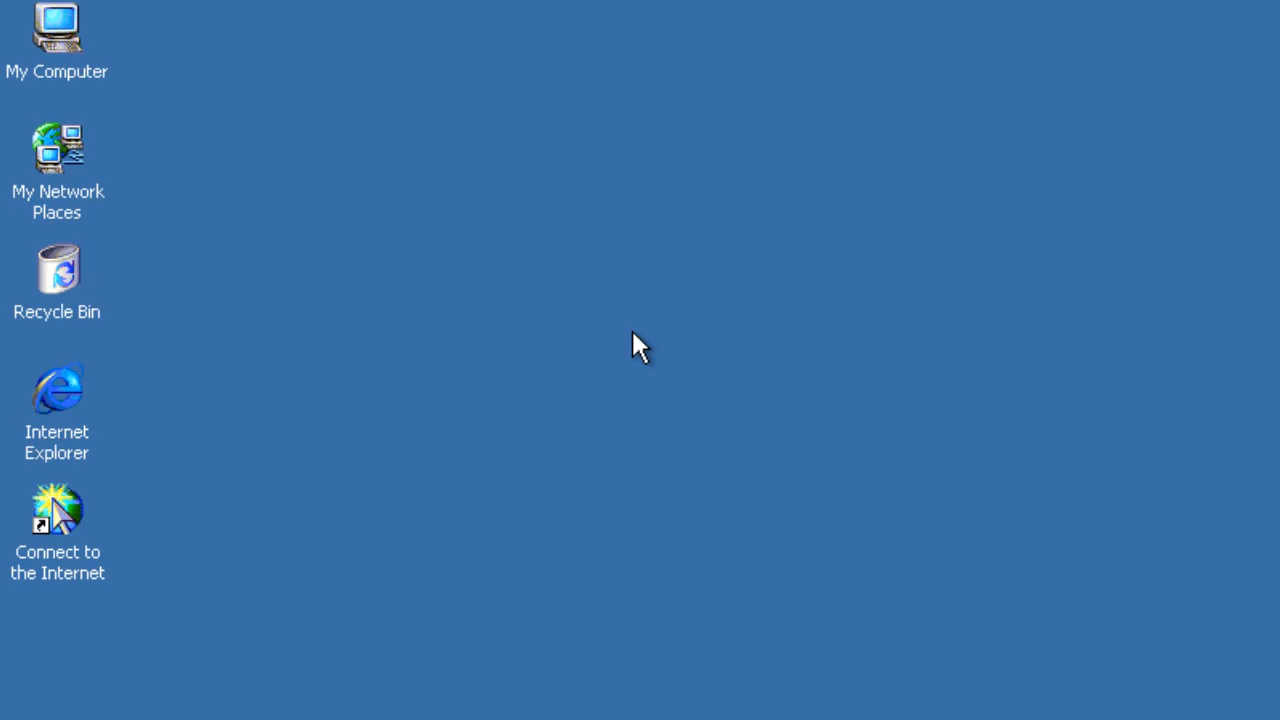 My Computer
My Network
Places
Recycle Bin
Internet
Explorer
Connect to
the Internet